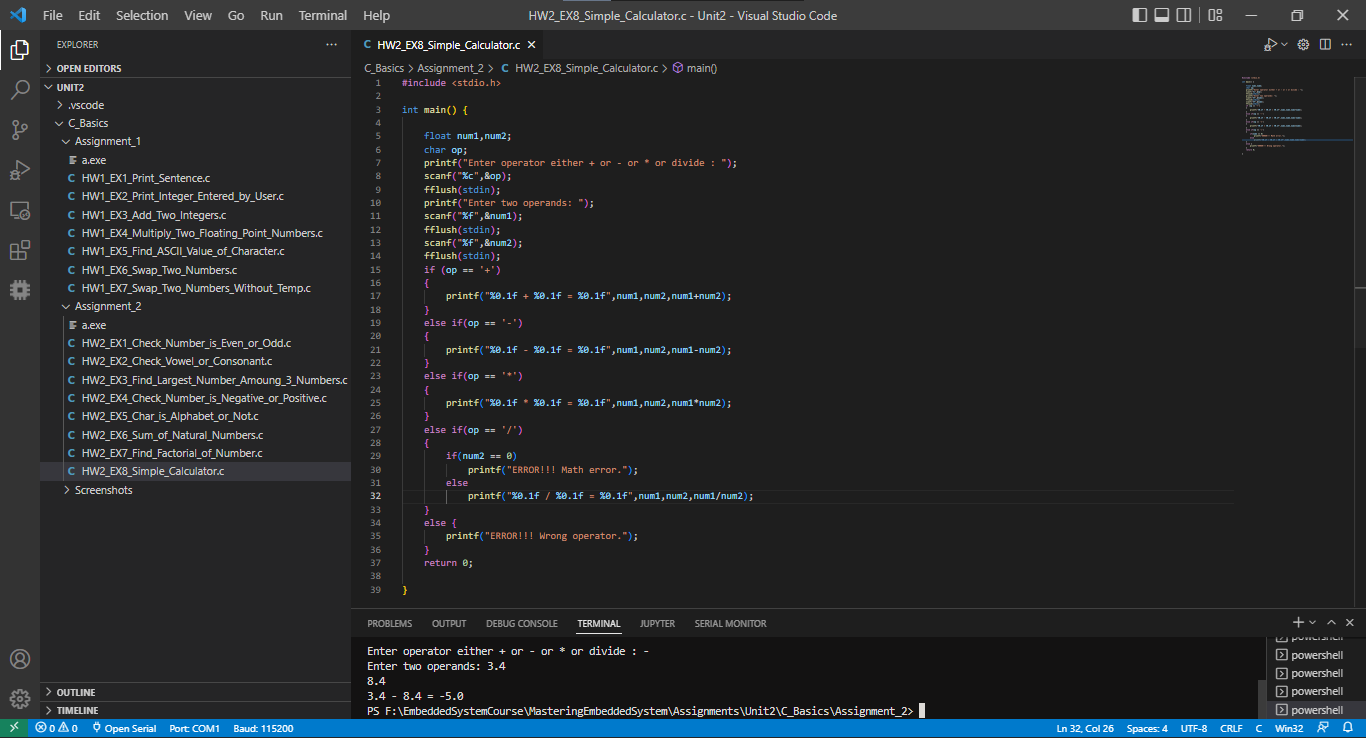 File Edit Selection View Go Run Terminal Help HW2_EX8_Simple_Calculator.c - Unit2 - Visual Studio Code
EXPLORER
OPEN EDITORS
UNIT2
.vscode
C_Basics
Assignment_1
a.exe
C HW1_EX1_Print_Sentence.c
C HW1_EX2_Print_Integer_Entered_by_User.c
C HW1_EX3_Add_Two_Integers.c
C HW1_EX4_Multiply_Two_Floating_Point_Numbers.c
C HW1_EX5_Find_ASCII_Value_of_Character.c
C HW1_EX6_Swap_Two_Numbers.c
C HW1_EX7_Swap_Two_Numbers_Without_Temp.c
Assignment_2
a.exe
C HW2_EX1_Check_Number_is_Even_or_Odd.c
C HW2_EX2_Check_Vowel_or_Consonant.c
C HW2_EX3_Find_Largest_Number_Amoung_3_Numbers.c
C HW2_EX4_Check_Number_is_Negative_or_Positive.c
C HW2_EX5_Char_is_Alphabet_or_Not.c
C HW2_EX6_Sum_of_Natural_Numbers.c
C HW2_EX7_Find_Factorial_of_Number.c
C HW2_EX8_Simple_Calculator.c
Screenshots
OUTLINE
TIMELINE
C HW2_EX8_Simple_Calculator.c
C_Basics > Assignment_2 > C HW2_EX8_Simple_Calculator.c > main()
1 #include <stdio.h>
2
3 int main() {
4
5 float num1,num2;
6 char op;
7 printf("Enter operator either + or - or * or divide : ");
8 scanf("%c",&op);
9 fflush(stdin);
10 printf("Enter two operands: ");
11 scanf("%f",&num1);
12 fflush(stdin);
13 scanf("%f",&num2);
14 fflush(stdin);
15 if (op == '+')
16 {
17 printf("%0.1f + %0.1f = %0.1f",num1,num2,num1+num2);
18 }
19 else if(op == '-')
20 {
21 printf("%0.1f - %0.1f = %0.1f",num1,num2,num1-num2);
22 }
23 else if(op == '*')
24 {
25 printf("%0.1f * %0.1f = %0.1f",num1,num2,num1*num2);
26 }
27 else if(op == '/')
28 {
29 if(num2 == 0)
30 printf("ERROR!!! Math error.");
31 else
32 printf("%0.1f / %0.1f = %0.1f",num1,num2,num1/num2);
33 }
34 else {
35 printf("ERROR!!! Wrong operator.");
36 }
37 return 0;
38
39 }
PROBLEMS OUTPUT DEBUG CONSOLE TERMINAL JUPYTER SERIAL MONITOR
Enter operator either + or - or * or divide : -
Enter two operands: 3.4
8.4
3.4 - 8.4 = -5.0
PS F:\EmbeddedSystemCourse\MasteringEmbeddedSystem\Assignments\Unit2\C_Basics\Assignment_2>
powershell
powershell
powershell
powershell
powershell
0 0 Open Serial Port: COM1 Baud: 115200 Ln 32, Col 26 Spaces: 4 UTF-8 CRLF C Win32